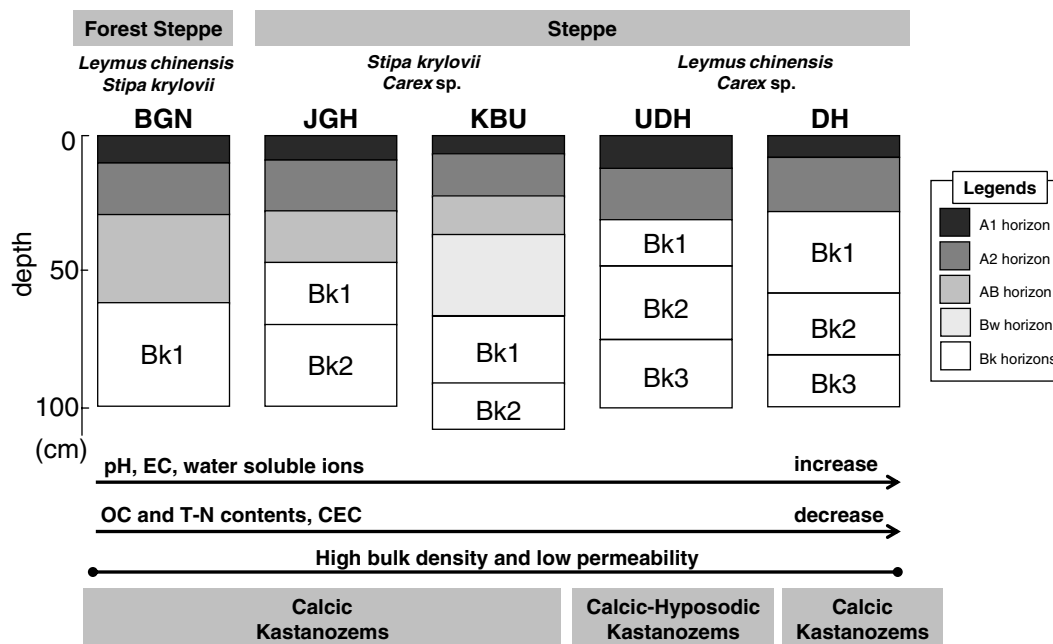 Forest Steppe
Steppe
Leymus chinensis
Stipa krylovii
Stipa krylovii
Carex sp.
Leymus chinensis
Carex sp.
BGN
JGH
KBU
UDH
DH
0
50
100
(cm)
depth
Bk1
Bk1
Bk2
Bk1
Bk2
Bk1
Bk2
Bk3
Bk1
Bk2
Bk3
Legends
A1 horizon
A2 horizon
AB horizon
Bw horizon
Bk horizons
pH, EC, water soluble ions increase
OC and T-N contents, CEC decrease
High bulk density and low permeability
Calcic
Kastanozems
Calcic-Hyposodic
Kastanozems
Calcic
Kastanozems